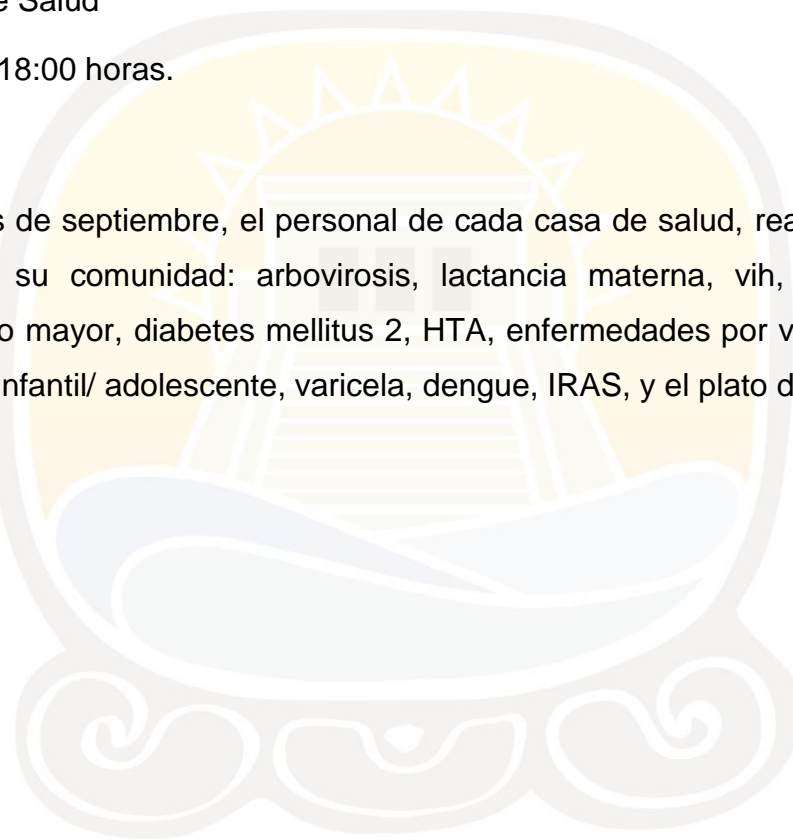 e Salud
18:00 horas.
s de septiembre, el personal de cada casa de salud, rea
su comunidad: arbovirosis, lactancia materna, vih,
o mayor, diabetes mellitus 2, HTA, enfermedades por v
nfantil/ adolescente, varicela, dengue, IRAS, y el plato d